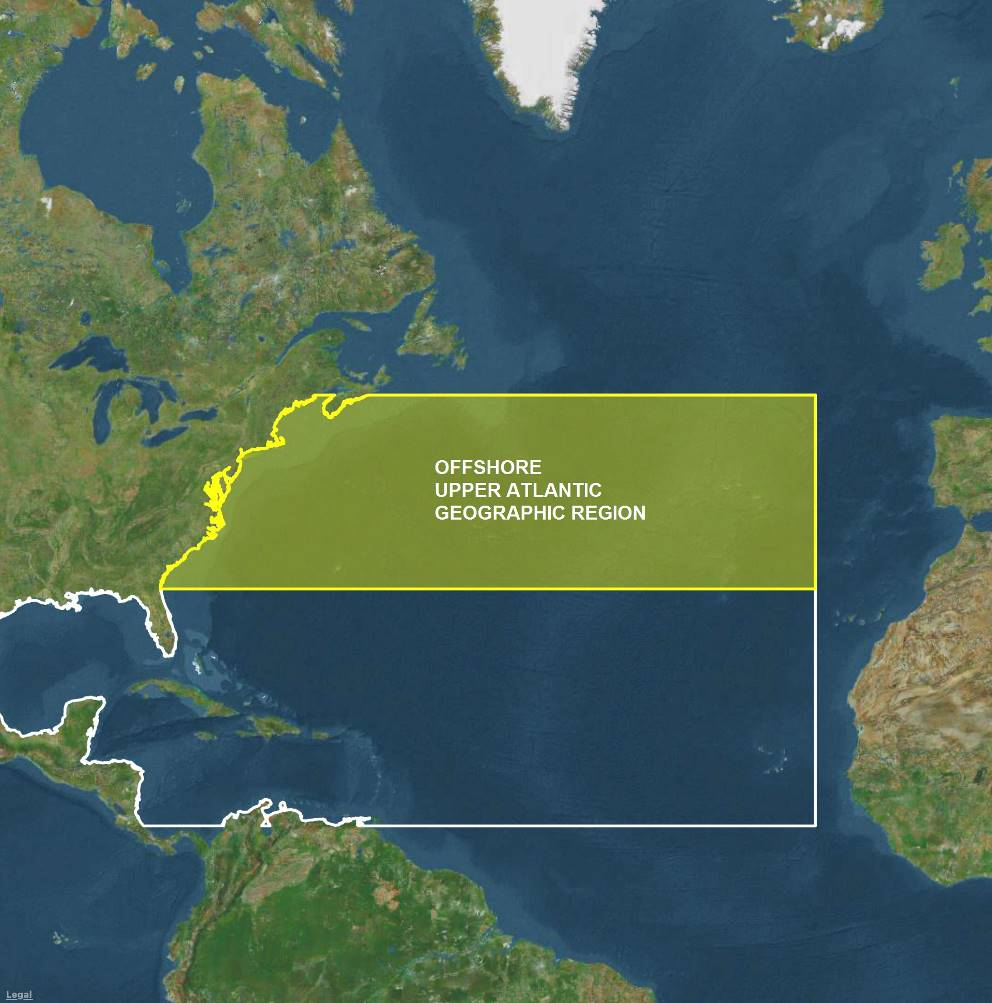 OFFSHORE
UPPER ATLANTIC
GEOGRAPHIC REGION
Legal